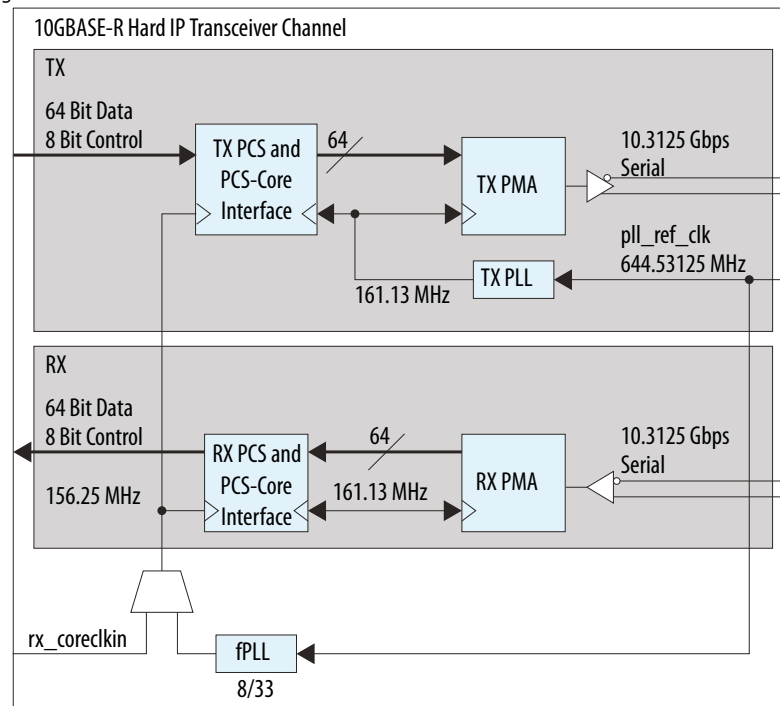 10GBASE-R Hard IP Transceiver Channel
TX
64 Bit Data
8 Bit Control
TX PCS and
PCS-Core
Interface
64
TX PMA
10.3125 Gbps
Serial
pll_ref_clk
644.53125 MHz
TX PLL
161.13 MHz
RX
64 Bit Data
8 Bit Control
156.25 MHz
RX PCS and
PCS-Core
Interface
64
161.13 MHz
RX PMA
10.3125 Gbps
Serial
rx_coreclkin
fPLL
8/33